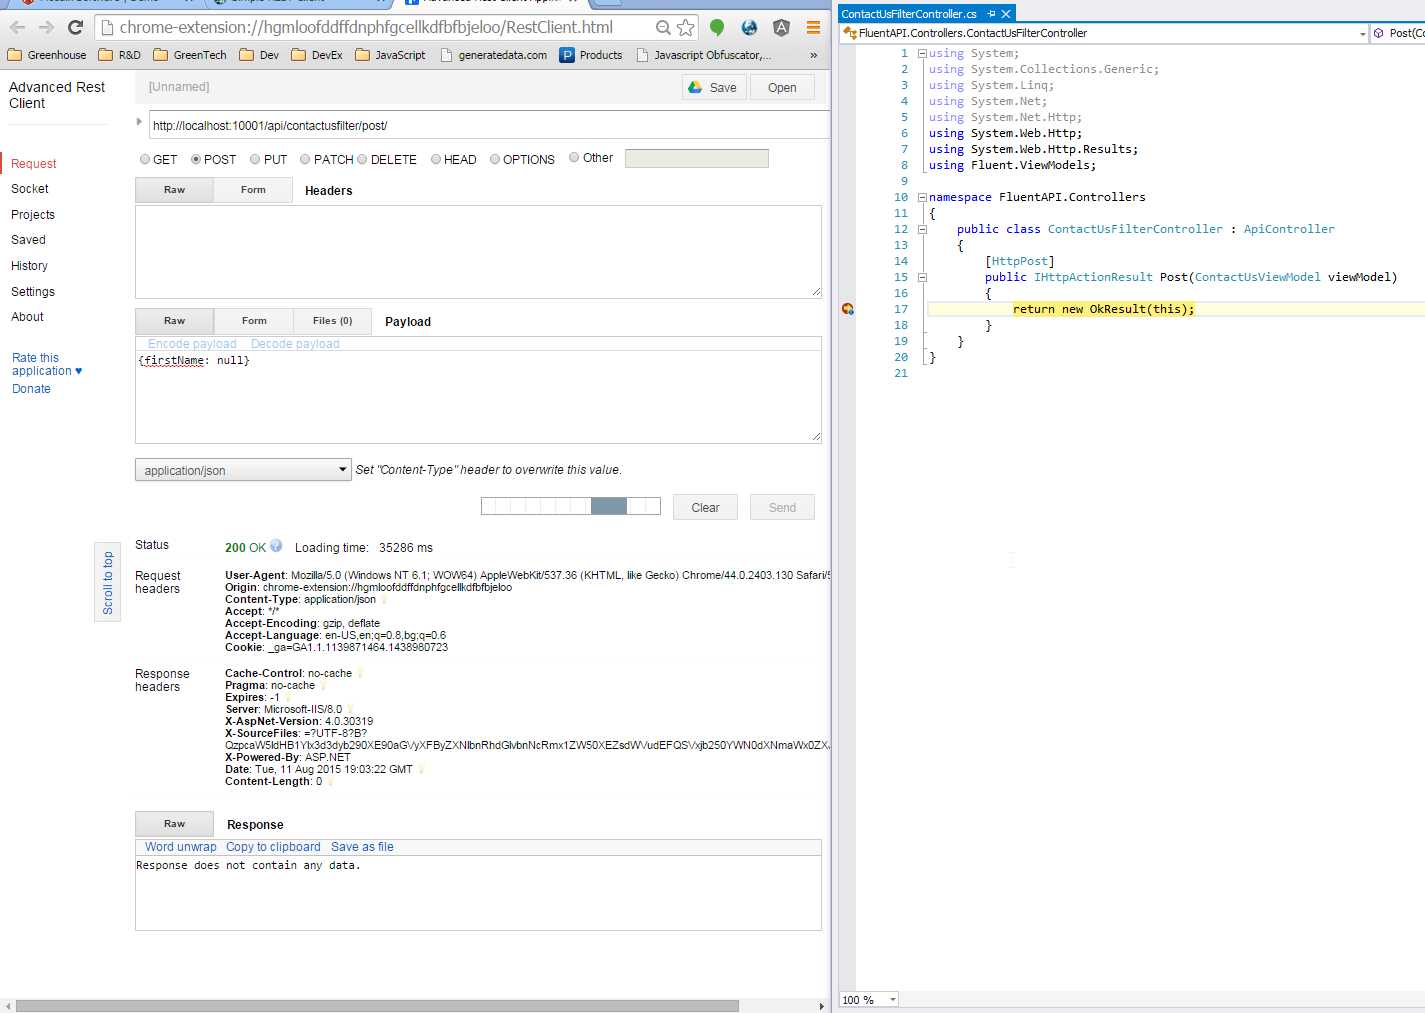 chrome-extension://hgmloofddffdnphfgcellkdfbfbjeloo/RestClient.html
Greenhouse R&D GreenTech Dev DevEx JavaScript generatedata.com Products Javascript Obfuscator,... »
Advanced Rest
Client
[Unnamed] Save Open
http://localhost:10001/api/contactusfilter/post/
GET POST PUT PATCH DELETE HEAD OPTIONS Other
Request
Socket
Projects
Saved
History
Settings
About
Rate this
application ♥
Donate
Raw Form Headers
Raw Form Files (0) Payload
Encode payload Decode payload
{firstName: null}
application/json Set "Content-Type" header to overwrite this value.
Clear Send
Scroll to top
Status 200 OK Loading time: 35286 ms
Request
headers
User-Agent: Mozilla/5.0 (Windows NT 6.1; WOW64) AppleWebKit/537.36 (KHTML, like Gecko) Chrome/44.0.2403.130 Safari/5
Origin: chrome-extension://hgmloofddffdnphfgcellkdfbfbjeloo
Content-Type: application/json
Accept: */*
Accept-Encoding: gzip, deflate
Accept-Language: en-US,en;q=0.8,bg;q=0.6
Cookie: _ga=GA1.1.1139871464.1438980723
Response
headers
Cache-Control: no-cache
Pragma: no-cache
Expires: -1
Server: Microsoft-IIS/8.0
X-AspNet-Version: 4.0.30319
X-SourceFiles: =?UTF-8?B?
X-Powered-By: ASP.NET
Date: Tue, 11 Aug 2015 19:03:22 GMT
Content-Length: 0
Raw Response
Word unwrap Copy to clipboard Save as file
Response does not contain any data.
ContactUsFilterController.cs
FluentAPI.Controllers.ContactUsFilterController Post(Co
1 using System;
2 using System.Collections.Generic;
3 using System.Linq;
4 using System.Net;
5 using System.Net.Http;
6 using System.Web.Http;
7 using System.Web.Http.Results;
8 using Fluent.ViewModels;
9
10 namespace FluentAPI.Controllers
11 {
12 public class ContactUsFilterController : ApiController
13 {
14 [HttpPost]
15 public IHttpActionResult Post(ContactUsViewModel viewModel)
16 {
17 return new OkResult(this);
18 }
19 }
20 }
21
100 %